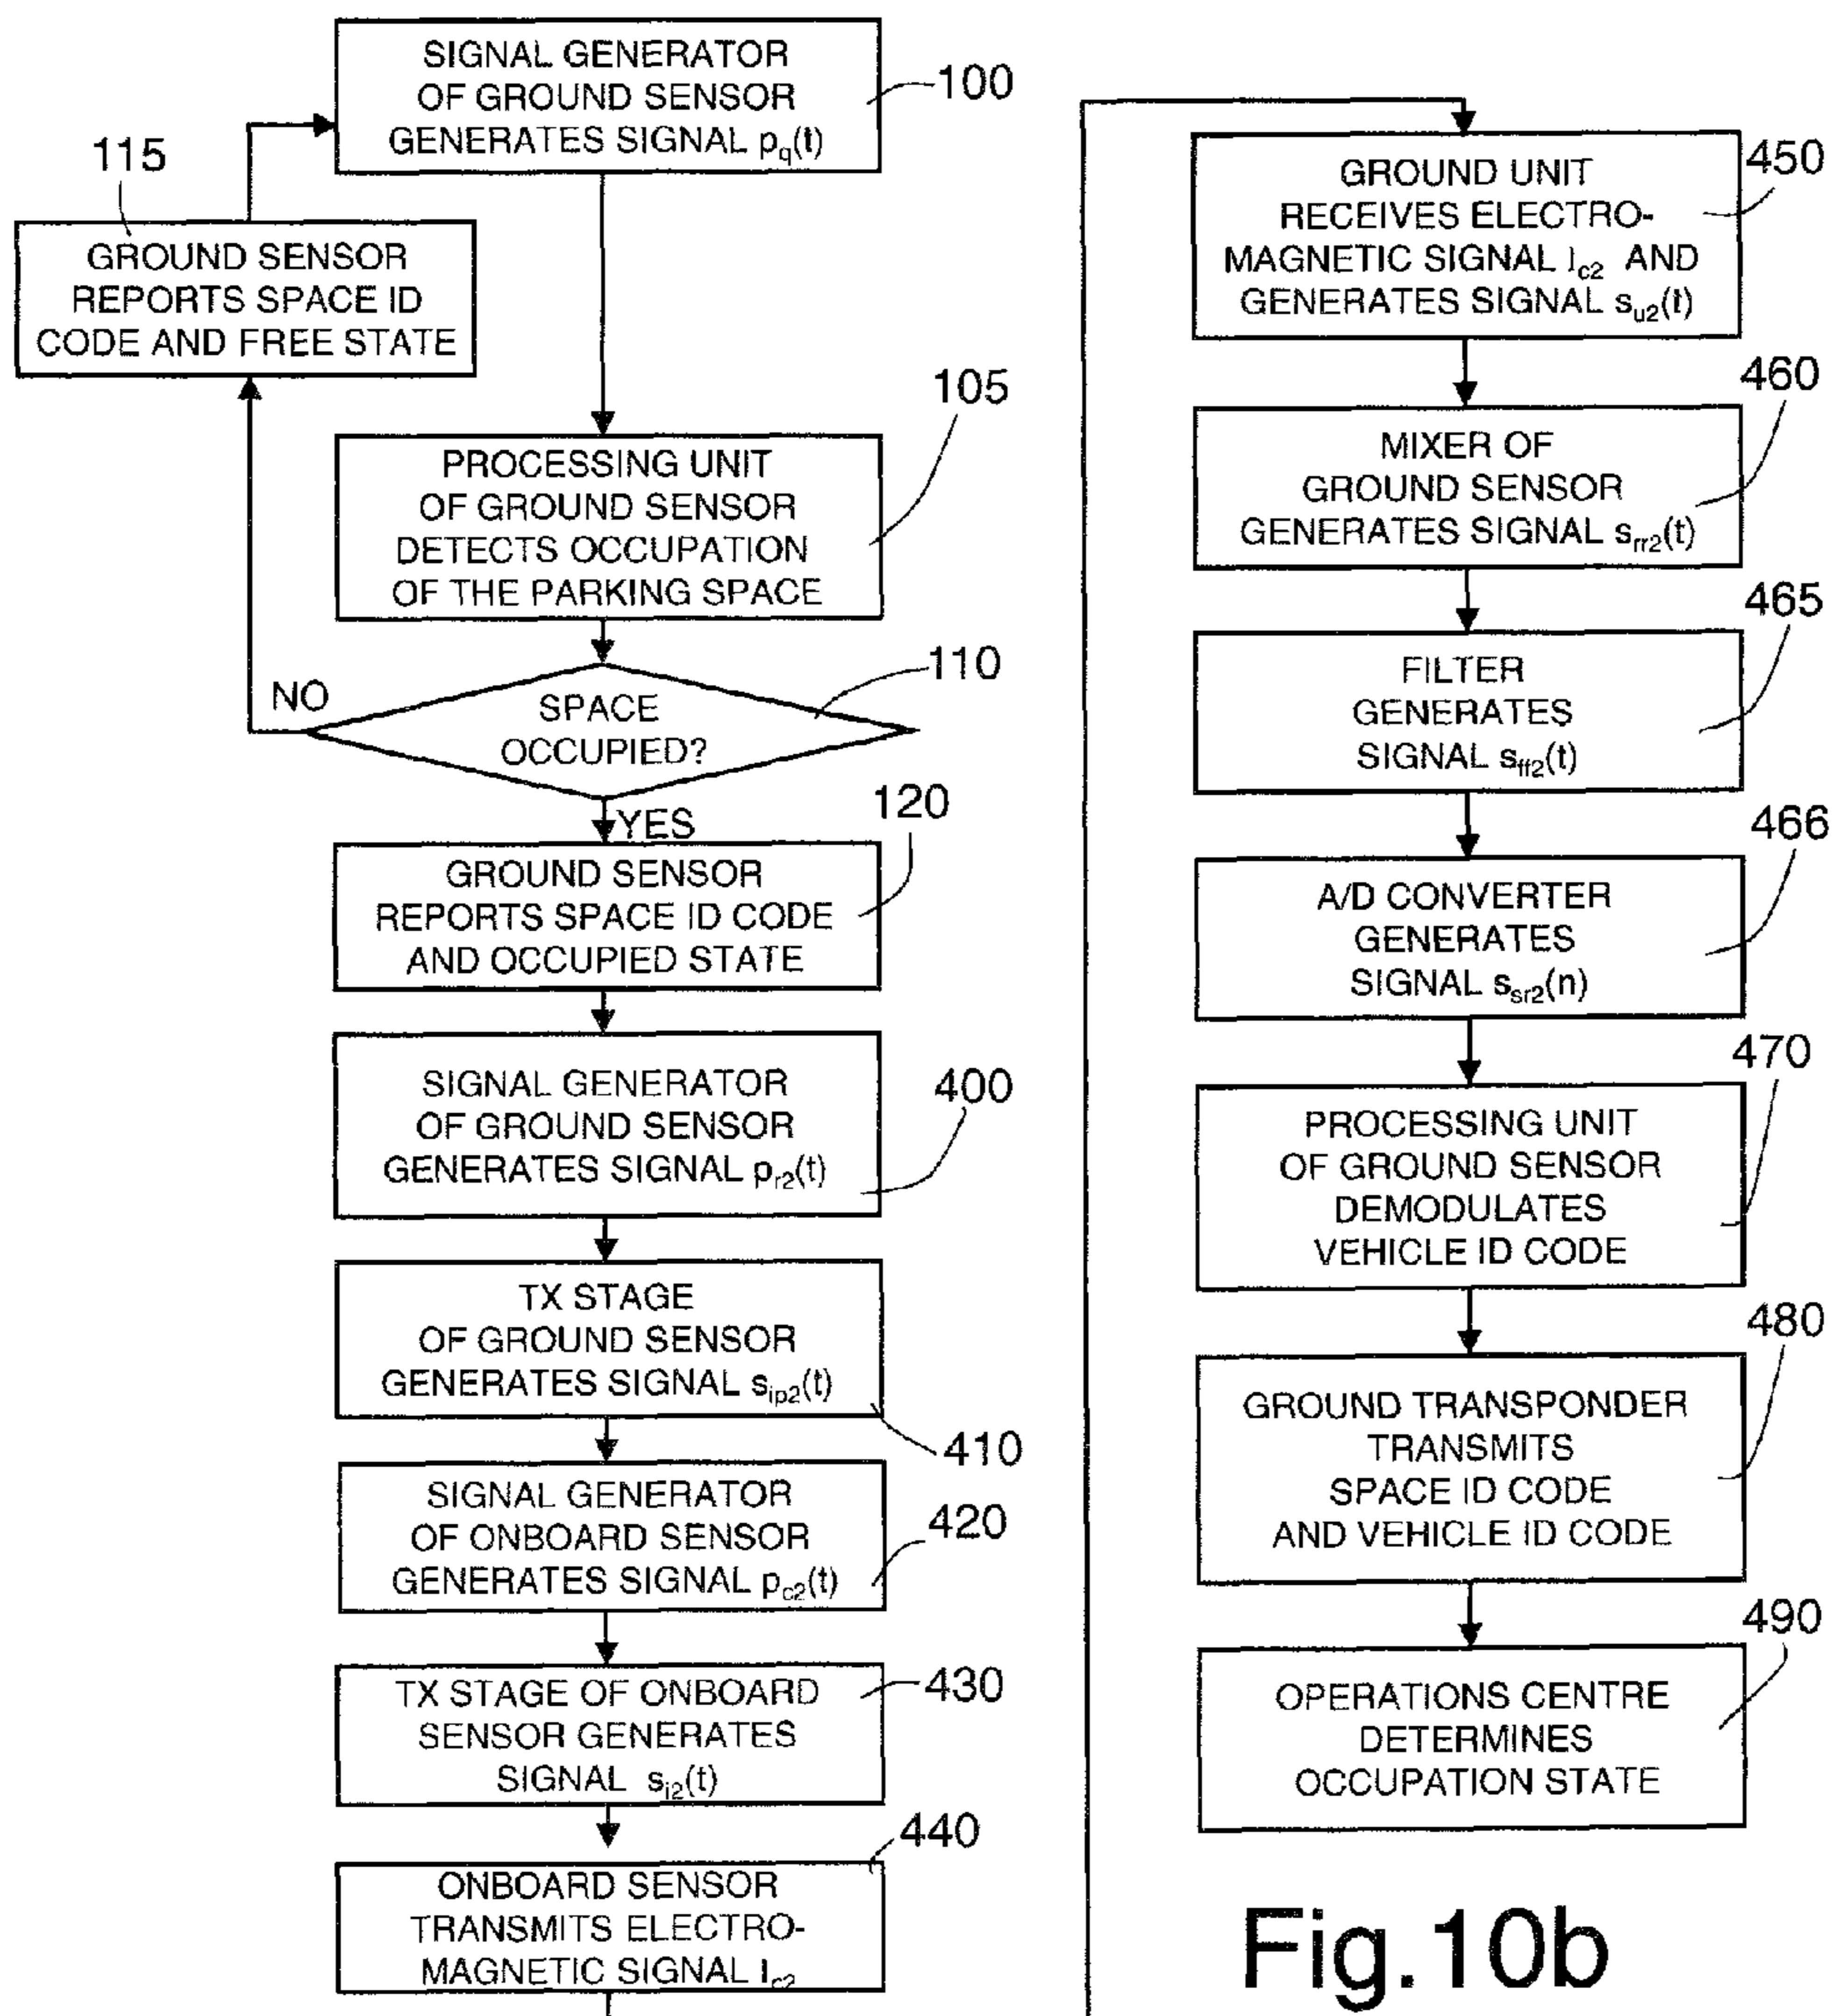 SIGNAL GENERATOR
OF GROUND SENSOR
GENERATES SIGNAL pq(t)
100
115
GROUND SENSOR
REPORTS SPACE ID
CODE AND FREE STATE
105
PROCESSING UNIT
OF GROUND SENSOR
DETECTS OCCUPATION
OF THE PARKING SPACE
110
NO
SPACE
OCCUPIED?
YES
120
GROUND SENSOR
REPORTS SPACE ID CODE
AND OCCUPIED STATE
400
SIGNAL GENERATOR
OF GROUND SENSOR
GENERATES SIGNAL pr2(t)
TX STAGE
OF GROUND SENSOR
GENERATES SIGNAL sip2(t)
410
SIGNAL GENERATOR
OF ONBOARD SENSOR
GENERATES SIGNAL pc2(t)
420
TX STAGE OF ONBOARD
SENSOR GENERATES
SIGNAL si2(t)
430
440
ONBOARD SENSOR
TRANSMITS ELECTRO-
MAGNETIC SIGNAL Ic2
450
GROUND UNIT
RECEIVES ELECTRO-
MAGNETIC SIGNAL Ic2 AND
GENERATES SIGNAL su2(t)
460
MIXER OF
GROUND SENSOR
GENERATES SIGNAL srr2(t)
465
FILTER
GENERATES
SIGNAL sff2(t)
466
A/D CONVERTER
GENERATES
SIGNAL ssr2(n)
470
PROCESSING UNIT
OF GROUND SENSOR
DEMODULATES
VEHICLE ID CODE
480
GROUND TRANSPONDER
TRANSMITS
SPACE ID CODE
AND VEHICLE ID CODE
490
OPERATIONS CENTRE
DETERMINES
OCCUPATION STATE
Fig.10b